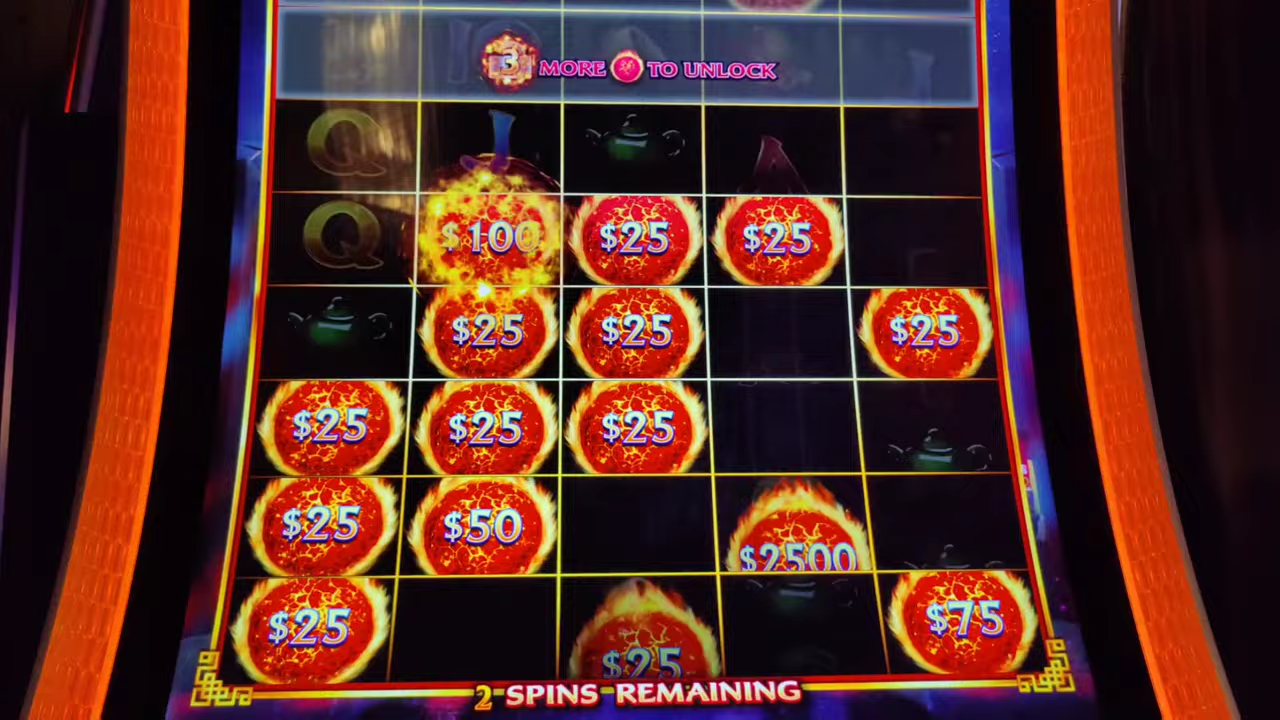 3 MORE TO UNLOCK
Q
Q $100 $25 $25
$25 $25 $25
$25 $25 $25
$25 $50 $2500
$25 $25 $75
2 SPINS REMAINING